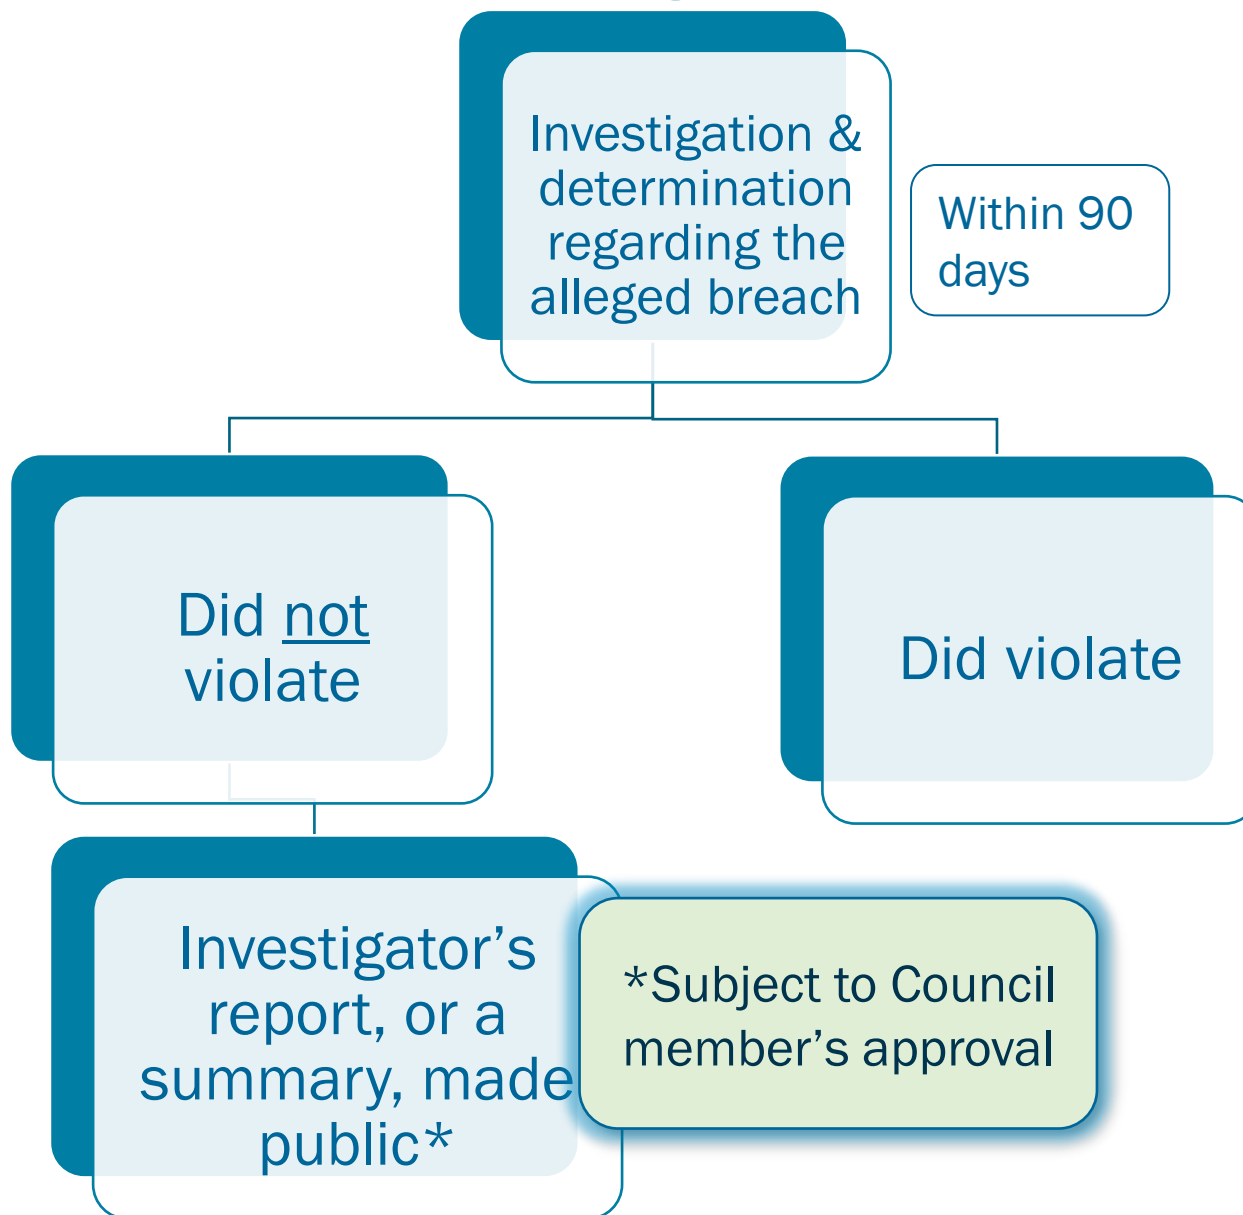 Investigation &
determination
regarding the
alleged breach
Within 90
days
Did not
violate
Did violate
Investigator’s
report, or a
summary, made
public*
*Subject to Council
member’s approval